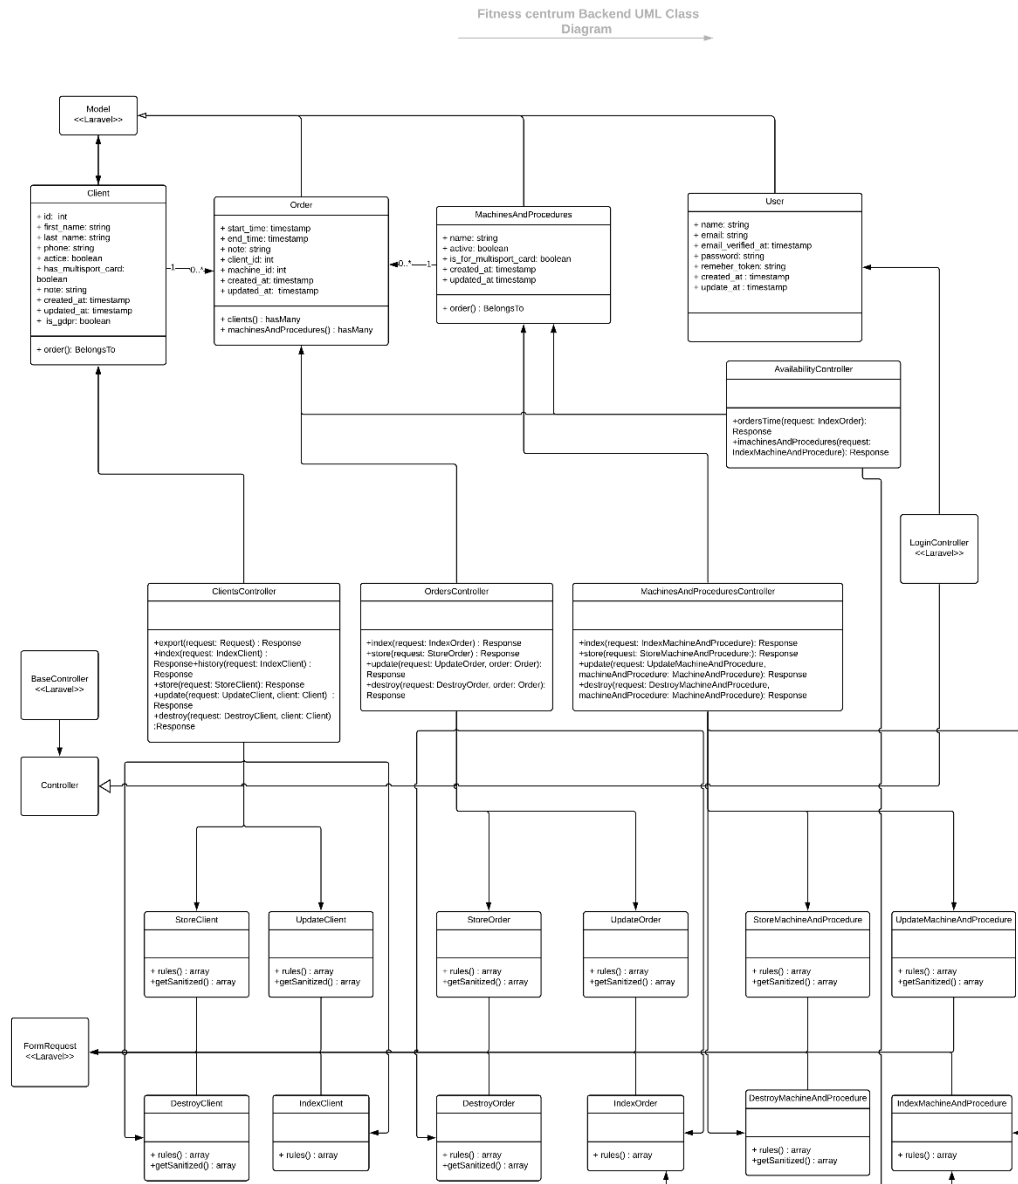 Fitness centrum Backend UML Class
Diagram
Model
<<Laravel>>
Client
+ id:  int
+ first_name: string
+ last_name: string
+ phone: string
+ actice: boolean
+ has_multisport_card:
boolean
+ note: string
+ created_at: timestamp
+ updated_at: timestamp
+  is_gdpr: boolean
+ order(): BelongsTo
1
0..*
Order
+ start_time: timestamp
+ end_time: timestamp
+ note: string
+ client_id: int
+ machine_id: int
+ created_at: timestamp
+ updated_at:  timestamp
+ clients() : hasMany
+ machinesAndProcedures() : hasMany
0..*
1
MachinesAndProcedures
+ name: string
+ active: boolean
+ is_for_multisport_card: boolean
+ created_at: timestamp
+ updated_at: timestamp
+ order() : BelongsTo
User
+ name: string
+ email: string
+ email_verified_at: timestamp
+ password: string
+ remeher_token: string
+ created_at : timestamp
+ update_at : timestamp
AvailabilityController
+ordersTime(request: IndexOrder):
Response
+imachinesAndProcedures(request:
IndexMachineAndProcedure): Response
LoginController
<<Laravel>>
ClientsController
+export(request: Request) : Response
+index(request: IndexClient) :
Response+history(request: IndexClient) :
Response
+store(request: StoreClient): Response
+update(request: UpdateClient, client: Client)  :
Response
+destroy(request: DestroyClient, client: Client)
:Response
OrdersController
+index(request: IndexOrder) : Response
+store(request: StoreOrder) : Response
+update(request: UpdateOrder, order: Order):
Response
+destroy(request: DestroyOrder, order: Order):
Response
MachinesAndProceduresController
+index(request: IndexMachineAndProcedure): Response
+store(request: StoreMachineAndProcedure:): Response
+update(request: UpdateMachineAndProcedure,
machineAndProcedure: MachineAndProcedure): Response
+destroy(request: DestroyMachineAndProcedure,
machineAndProcedure: MachineAndProcedure): Response
BaseController
<<Laravel>>
Controller
StoreClient
+ rules() : array
+getSanitized() : array
UpdateClient
+ rules() : array
+getSanitized() : array
StoreOrder
+ rules() : array
+getSanitized() : array
UpdateOrder
+ rules() : array
+getSanitized() : array
StoreMachineAndProcedure
+ rules() : array
+getSanitized() : array
UpdateMachineAndProcedure
+ rules() : array
+getSanitized() : array
FormRequest
<<Laravel>>
DestroyClient
+ rules() : array
+getSanitized() : array
IndexClient
+ rules() : array
DestroyOrder
+ rules() : array
+getSanitized() : array
IndexOrder
+ rules() : array
DestroyMachineAndProcedure
+ rules() : array
+getSanitized() : array
IndexMachineAndProcedure
+ rules() : array